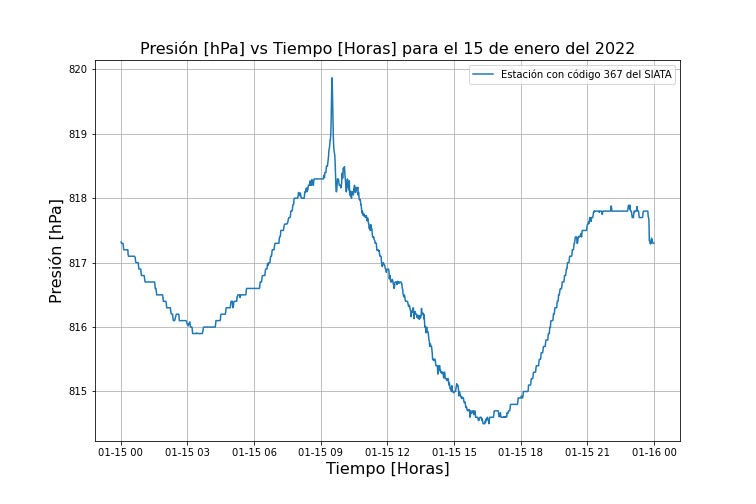 Presión [hPa] vs Tiempo [Horas] para el 15 de enero del 2022
Estación con código 367 del SIATA
Presión [hPa]
820
819
818
817
816
815
01-15 00 01-15 03 01-15 06 01-15 09 01-15 12 01-15 15 01-15 18 01-15 21 01-16 00
Tiempo [Horas]